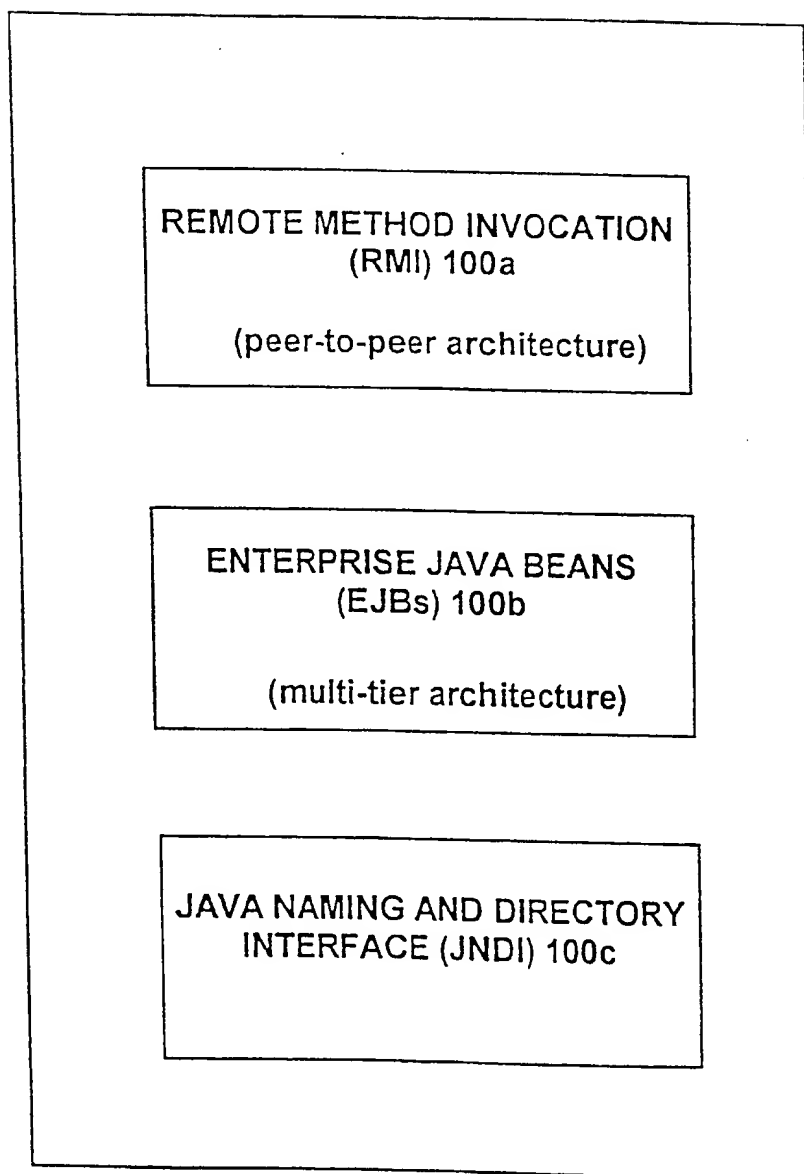 REMOTE METHOD INVOCATION
(RMI) 100a
(peer-to-peer architecture)
ENTERPRISE JAVA BEANS
(EJBs) 100b
(multi-tier architecture)
JAVA NAMING AND DIRECTORY
INTERFACE (JNDI) 100c